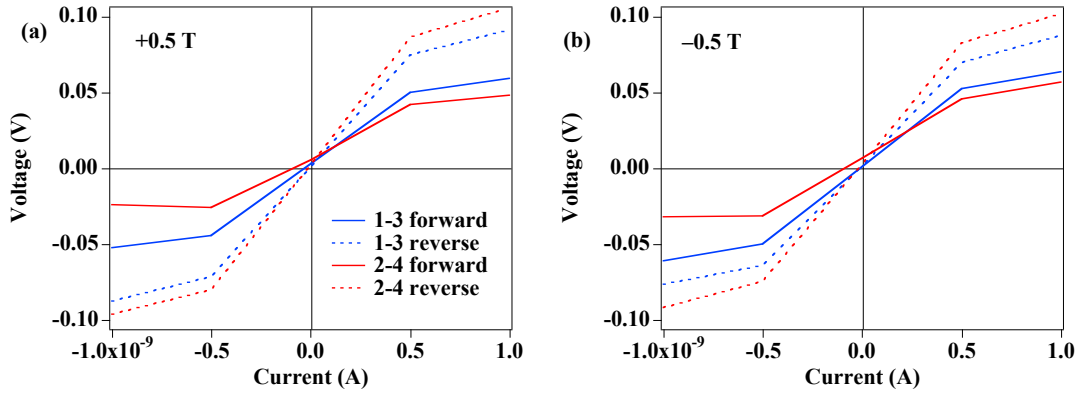 (a)
+0.5 T
Voltage (V)
0.10
0.05
0.00
-0.05
-0.10
1-3 forward
1-3 reverse
2-4 forward
2-4 reverse
-1.0x10⁻⁹
-0.5
0.0
0.5
1.0
Current (A)
(b)
–0.5 T
Voltage (V)
0.10
0.05
0.00
-0.05
-0.10
-1.0x10⁻⁹
-0.5
0.0
0.5
1.0
Current (A)